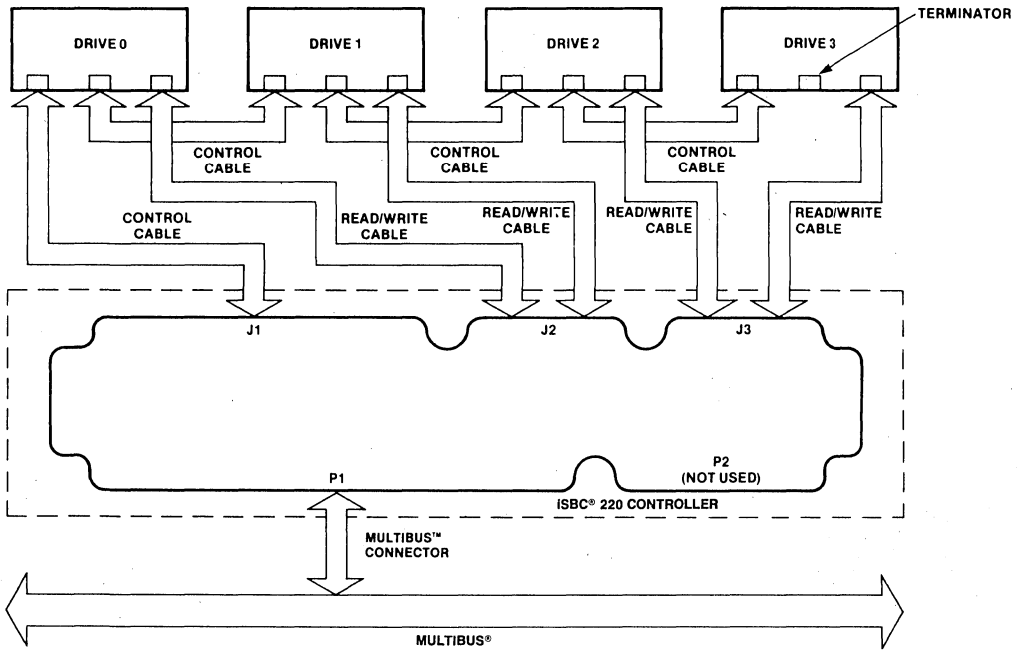 TERMINATOR
DRIVE 0
DRIVE 1
DRIVE 2
DRIVE 3
CONTROL
CABLE
CONTROL
CABLE
CONTROL
CABLE
CONTROL
CABLE
READ/WRITE
CABLE
READ/WRITE
CABLE
READ/WRITE
CABLE
READ/WRITE
CABLE
J1
J2
J3
P1
P2
(NOT USED)
iSBC® 220 CONTROLLER
MULTIBUS™
CONNECTOR
MULTIBUS®